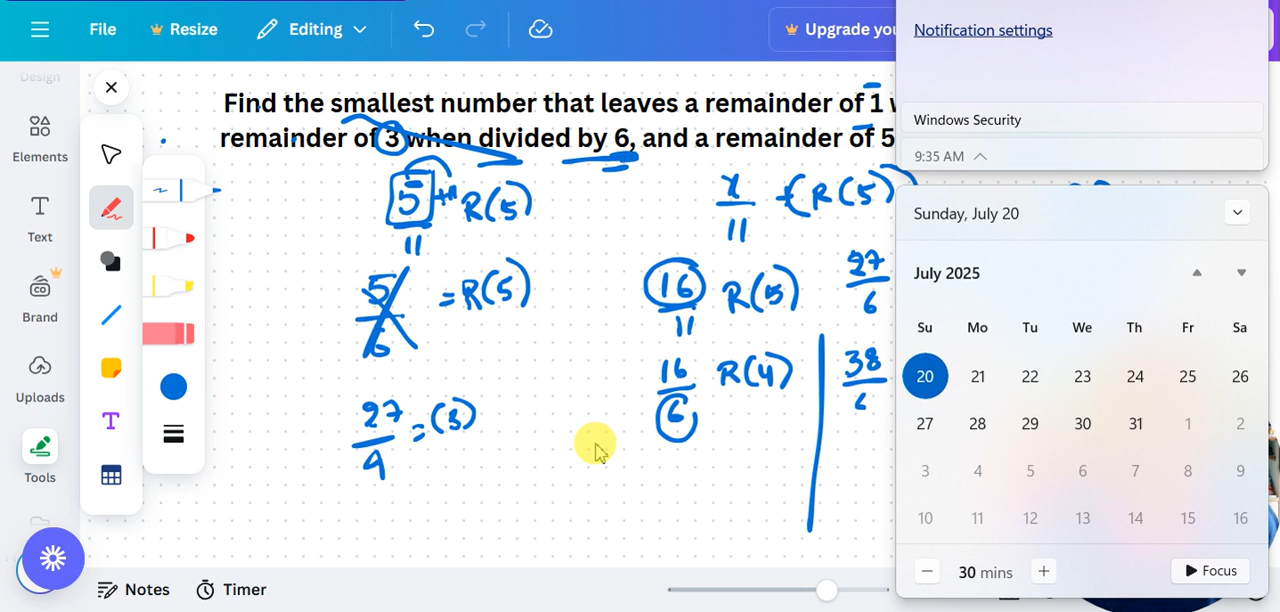 File Resize Editing Upgrade you
Design
Elements
Text
Brand
Uploads
Tools
Find the smallest number that leaves a remainder of 1
remainder of 3 when divided by 6, and a remainder of 5
5/11 R(5)
x/11 R(5)
5/6 = R(5)
16/11 R(5)
27/6
16/6 R(4)
38/6
27/4 = (3)
Notification settings
Windows Security
9:35 AM
Sunday, July 20
July 2025
Su Mo Tu We Th Fr Sa
20 21 22 23 24 25 26
27 28 29 30 31 1 2
3 4 5 6 7 8 9
10 11 12 13 14 15 16
30 mins Focus
Notes Timer